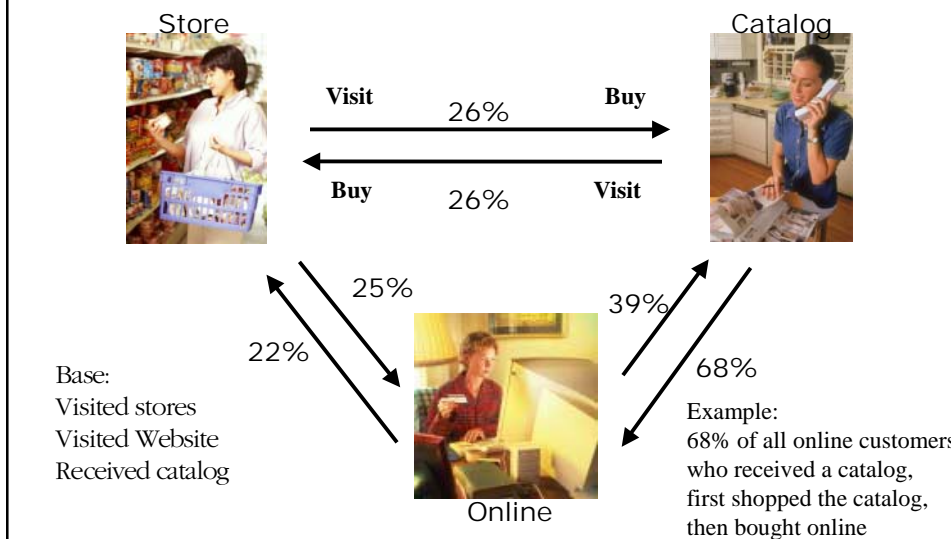 Store
Catalog
Visit
26%
Buy
Buy
26%
Visit
25%
22%
39%
68%
Base:
Visited stores
Visited Website
Received catalog
Online
Example:
68% of all online customers
who received a catalog,
first shopped the catalog,
then bought online